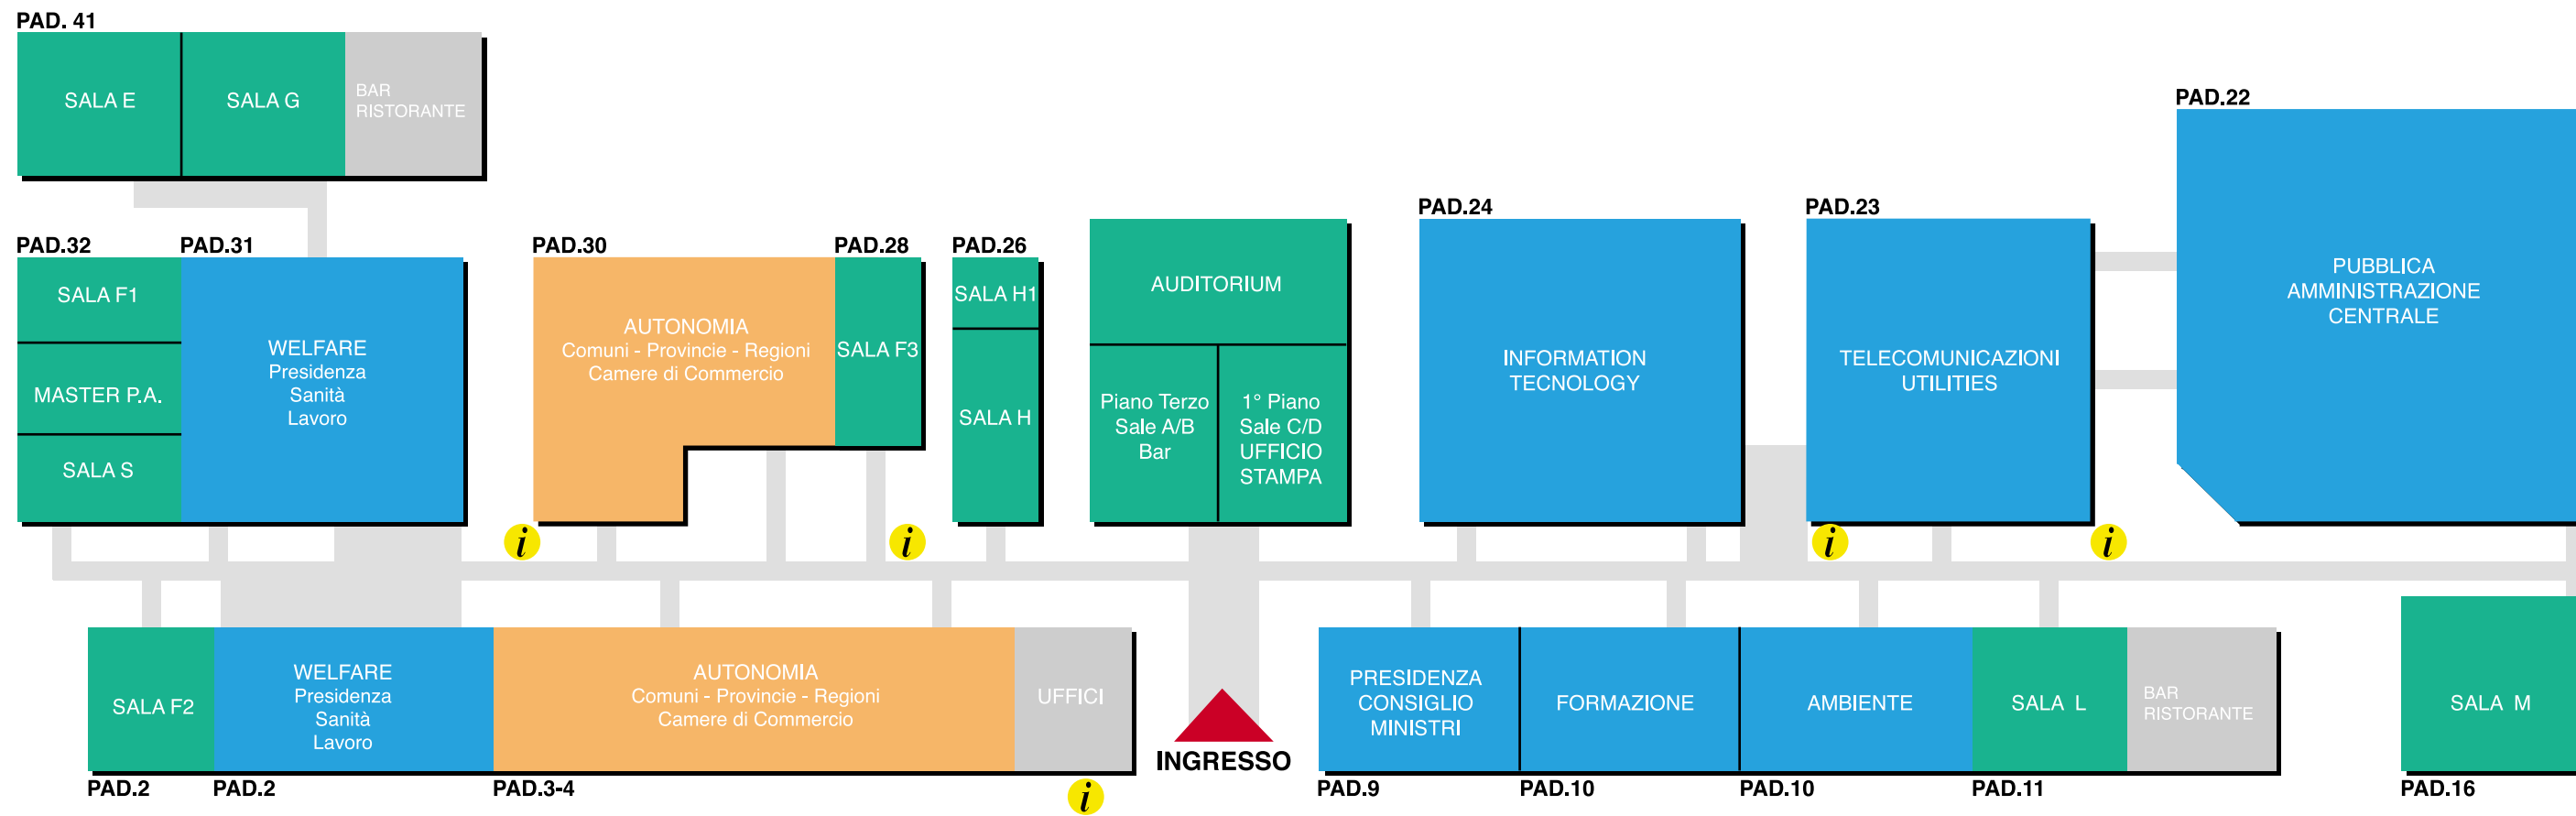 PAD. 41
SALA E
SALA G
BAR
RISTORANTE
PAD.22
PUBBLICA
AMMINISTRAZIONE
CENTRALE
PAD.32
SALA F1
MASTER P.A.
SALA S
PAD.31
WELFARE
Presidenza
Sanità
Lavoro
PAD.30
AUTONOMIA
Comuni - Provincie - Regioni
Camere di Commercio
PAD.28
SALA F3
PAD.26
SALA H1
SALA H
AUDITORIUM
Piano Terzo
Sale A/B
Bar
1° Piano
Sale C/D
UFFICIO
STAMPA
PAD.24
INFORMATION
TECNOLOGY
PAD.23
TELECOMUNICAZIONI
UTILITIES
i
i
i
i
SALA F2
PAD.2
WELFARE
Presidenza
Sanità
Lavoro
PAD.2
AUTONOMIA
Comuni - Provincie - Regioni
Camere di Commercio
PAD.3-4
UFFICI
i
INGRESSO
PRESIDENZA
CONSIGLIO
MINISTRI
PAD.9
FORMAZIONE
PAD.10
AMBIENTE
PAD.10
SALA L
PAD.11
BAR
RISTORANTE
SALA M
PAD.16